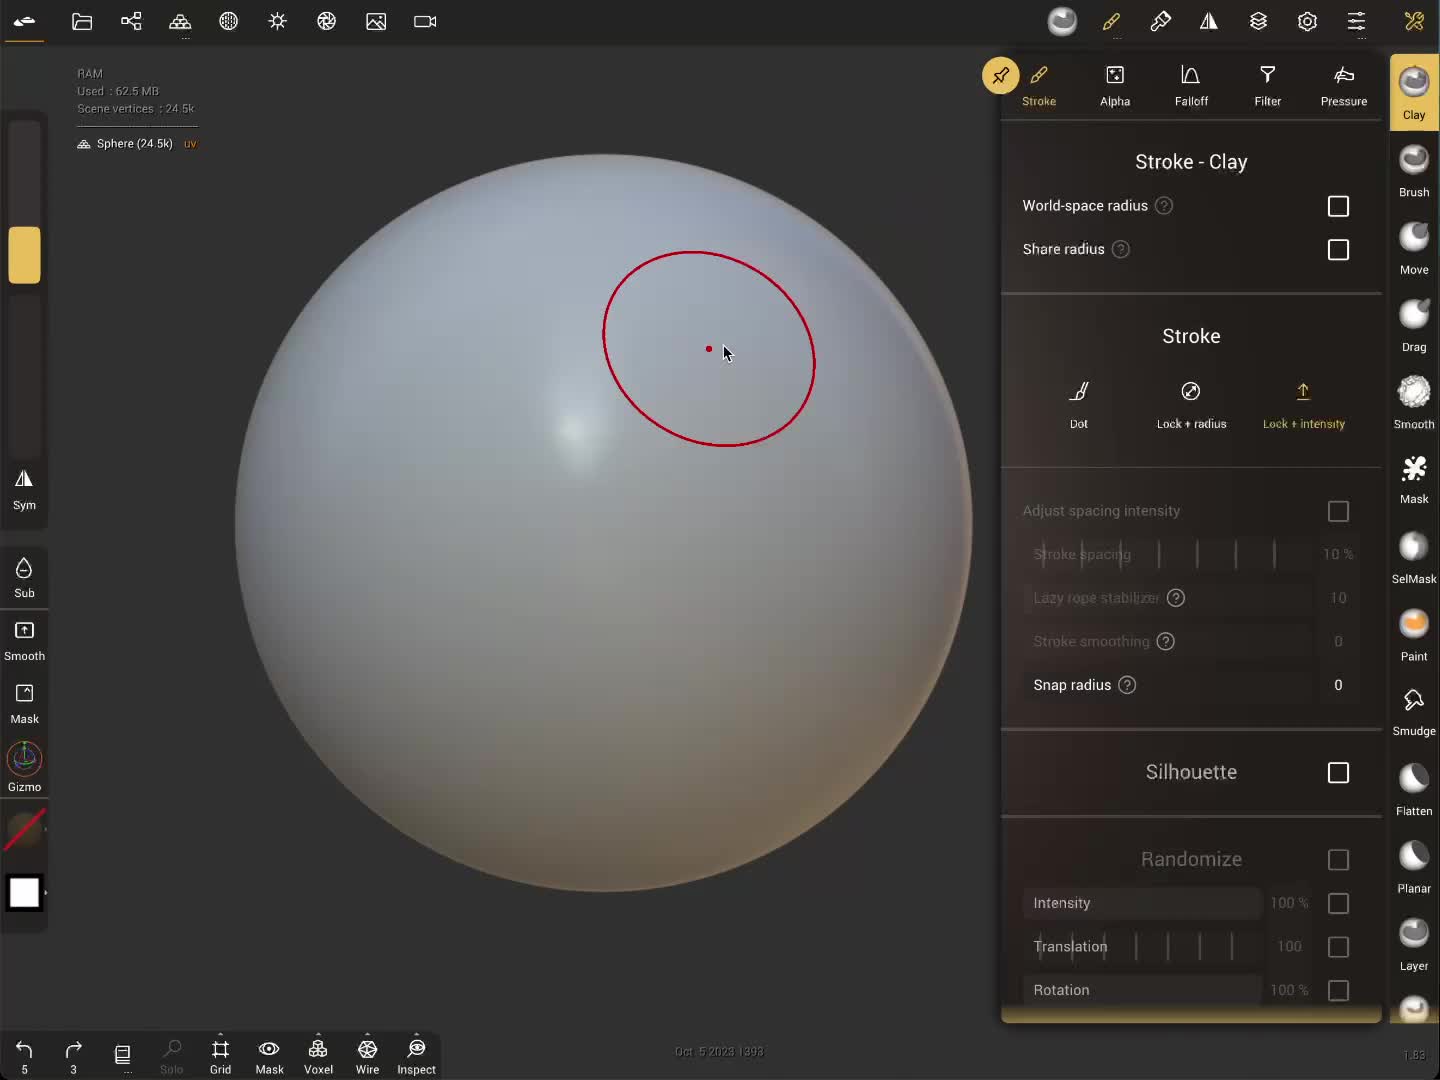 RAM
Used : 62.5 MB
Scene vertices : 24.5k
Sphere (24.5k) uv
Sym
Sub
Smooth
Mask
Gizmo
Stroke Alpha Falloff Filter Pressure
Stroke - Clay
World-space radius ?
Share radius ?
Stroke
Dot Lock + radius Lock + intensity
Adjust spacing intensity
Stroke spacing 10 %
Lazy rope stabilizer ? 10
Stroke smoothing ? 0
Snap radius ? 0
Silhouette
Randomize
Intensity 100 %
Translation 100
Rotation 100 %
Clay
Brush
Move
Drag
Smooth
Mask
SelMask
Paint
Smudge
Flatten
Planar
Layer
5 3 ... Solo Grid Mask Voxel Wire Inspect
Oct 5 2023 1393
1.83